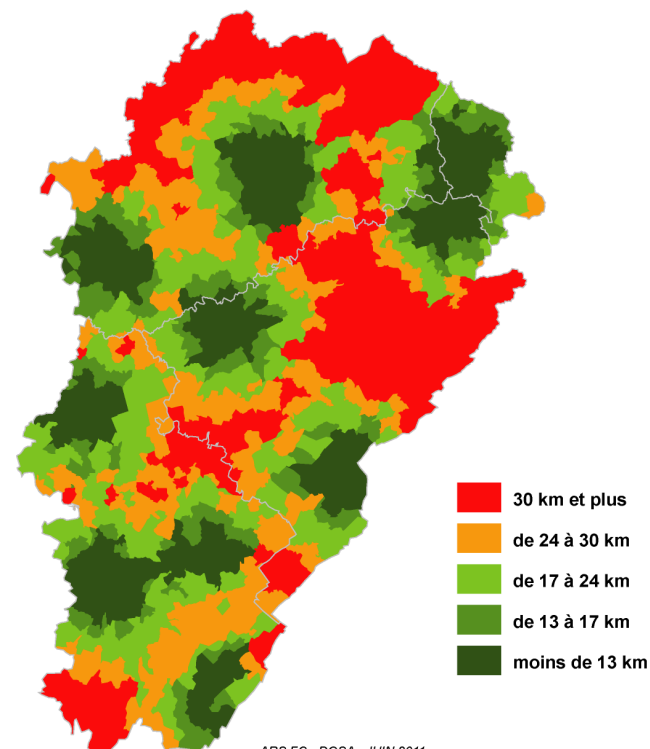 30 km et plus
de 24 à 30 km
de 17 à 24 km
de 13 à 17 km
moins de 13 km